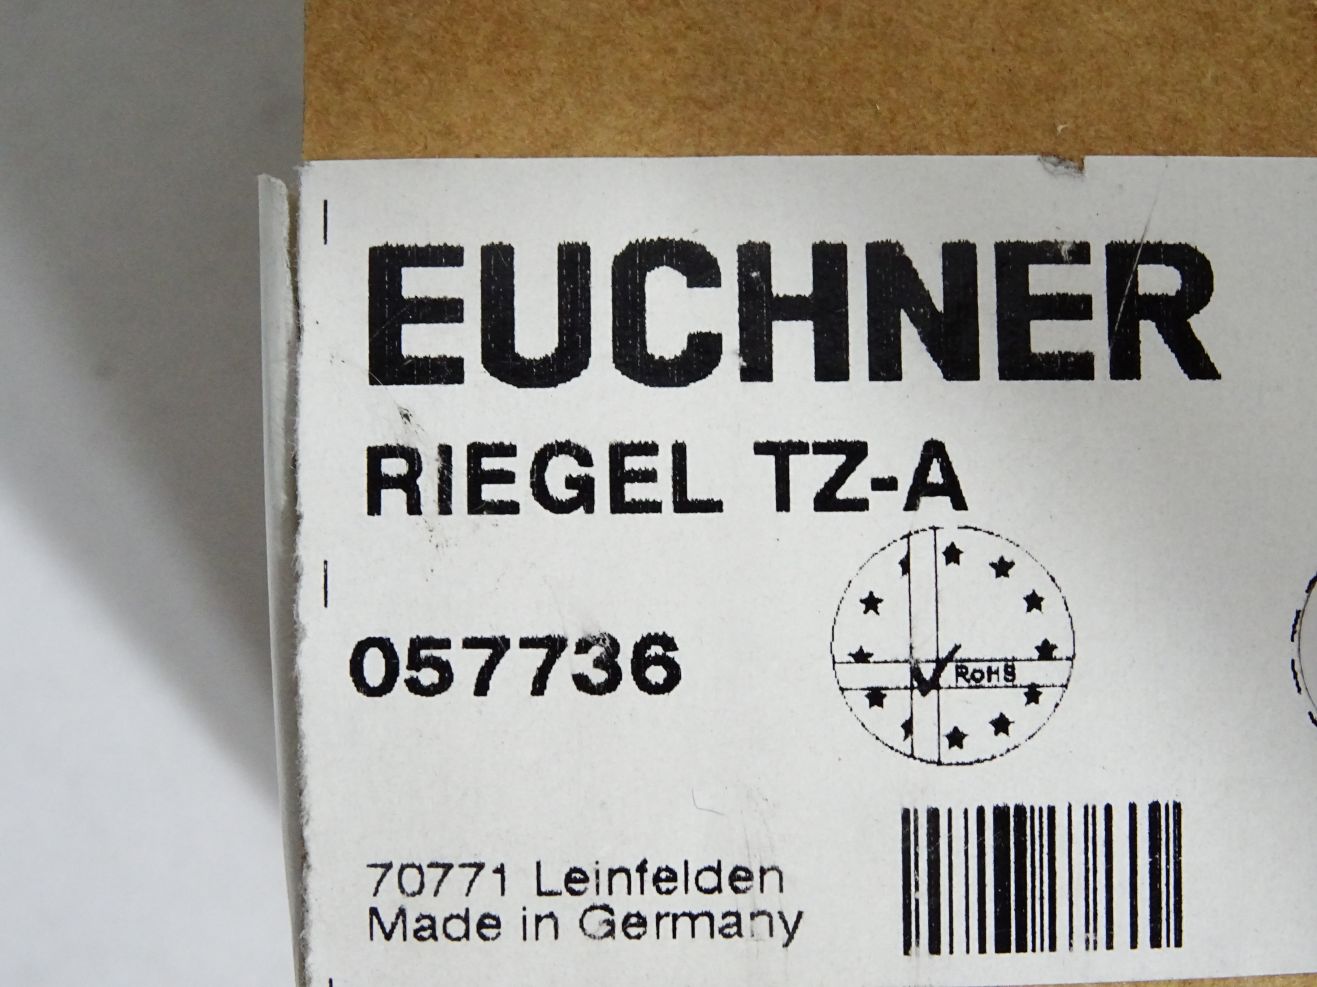 EUCHNER
RIEGEL TZ-A
057736
RoHS
70771 Leinfelden
Made in Germany